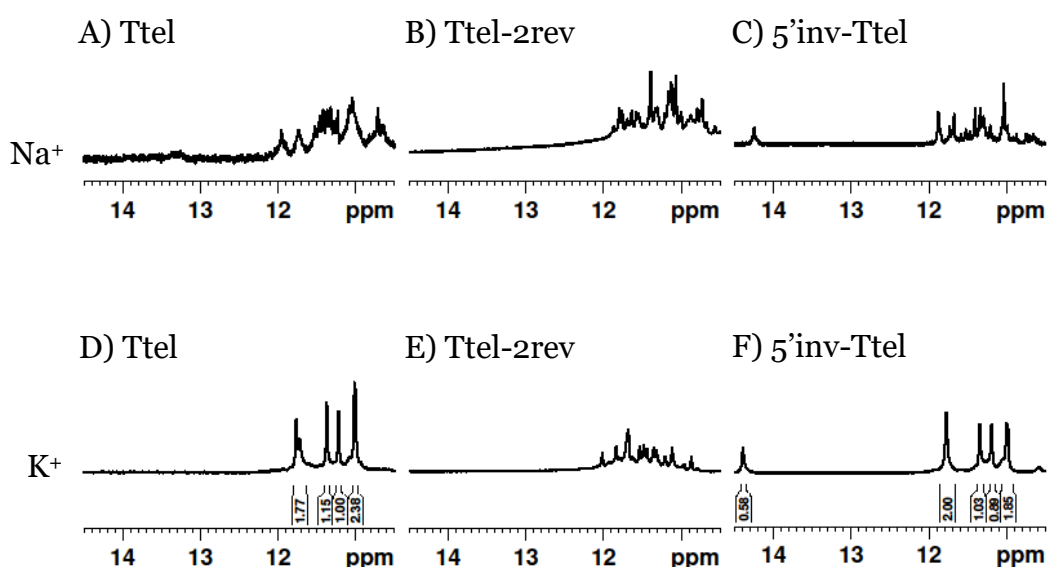 A) Ttel B) Ttel-2rev C) 5'inv-Ttel
Na⁺
14 13 12 ppm 14 13 12 ppm 14 13 12 ppm
D) Ttel E) Ttel-2rev F) 5'inv-Ttel
K⁺
1.77 1.15 1.00 2.38 0.58 2.00 1.03 0.89 1.85
14 13 12 ppm 14 13 12 ppm 14 13 12 ppm